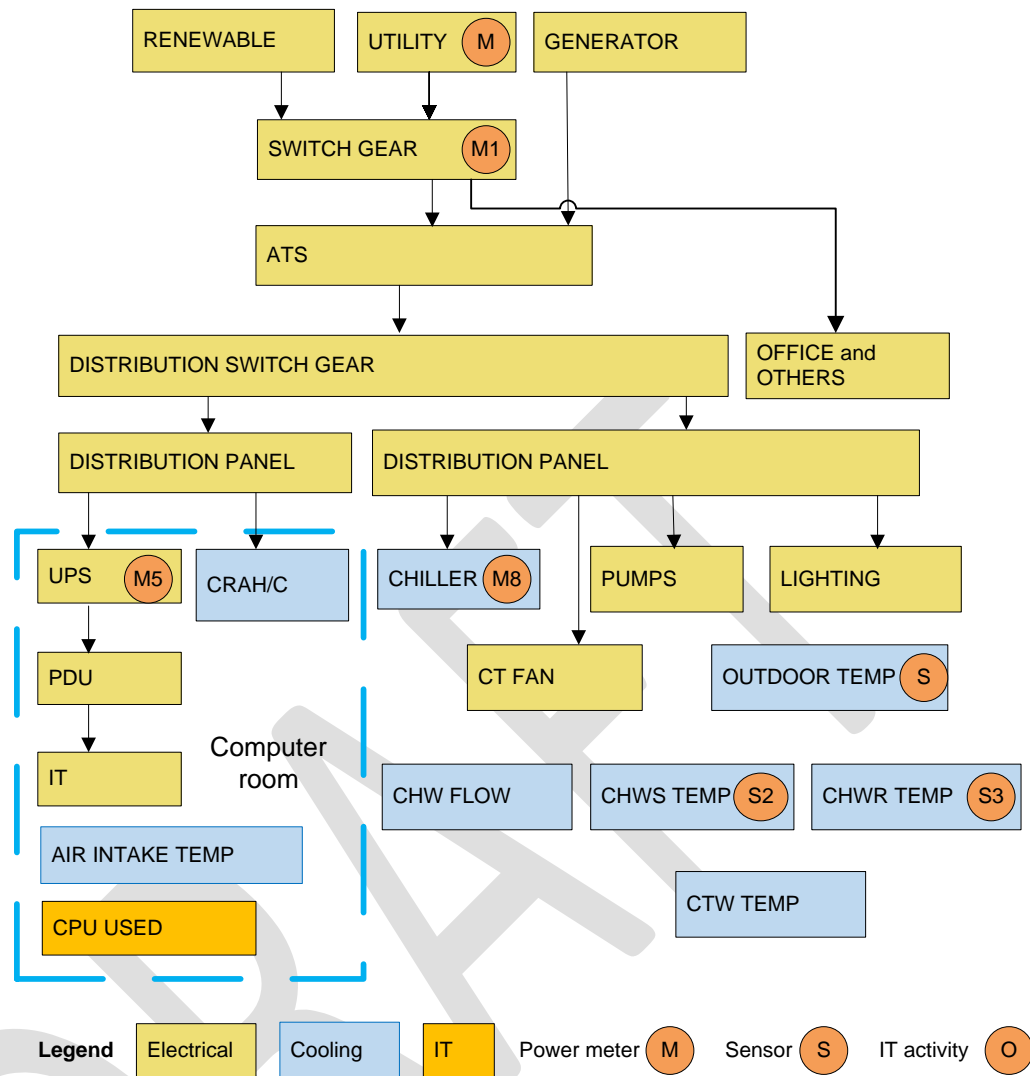 RENEWABLE
UTILITY M
GENERATOR
SWITCH GEAR M1
ATS
DISTRIBUTION SWITCH GEAR
OFFICE and
OTHERS
DISTRIBUTION PANEL
DISTRIBUTION PANEL
UPS M5
CRAH/C
CHILLER M8
PUMPS
LIGHTING
PDU
CT FAN
OUTDOOR TEMP S
Computer
room
IT
CHW FLOW
CHWS TEMP S2
CHWR TEMP S3
AIR INTAKE TEMP
CTW TEMP
CPU USED
Legend Electrical Cooling IT Power meter M Sensor S IT activity O
DRAFT